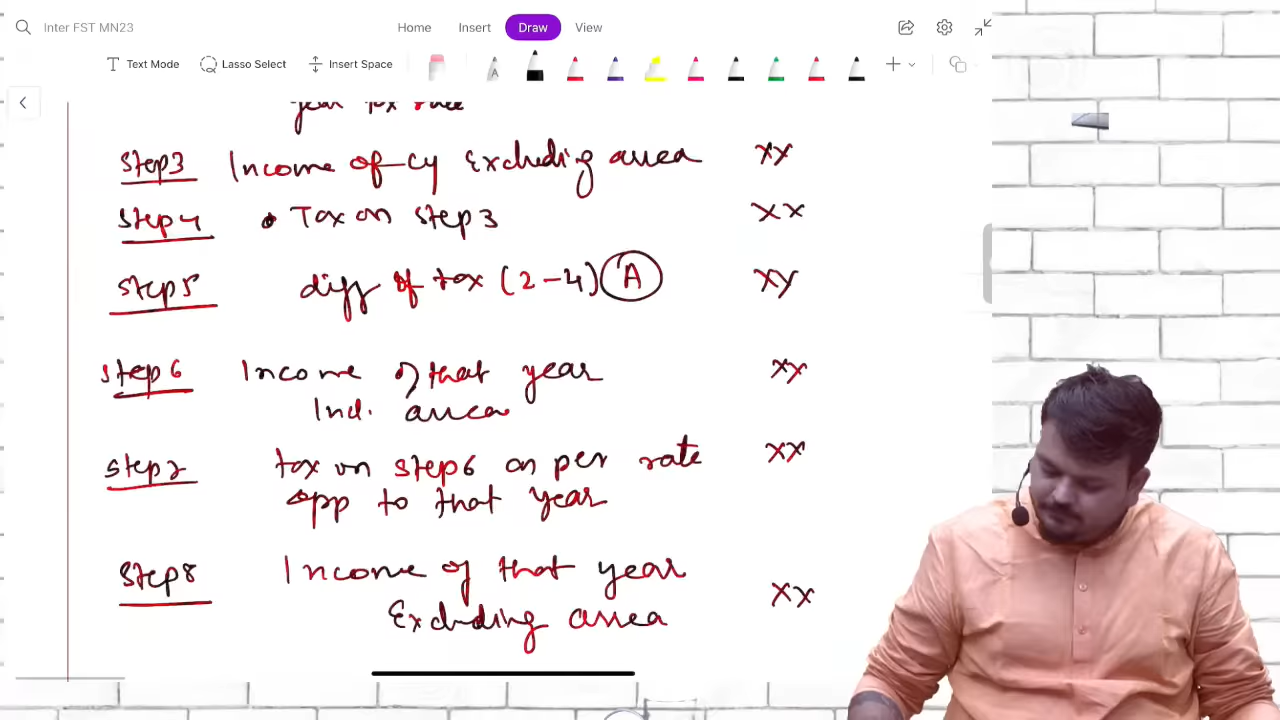 Inter FST MN23
Home Insert Draw View
Text Mode Lasso Select Insert Space
year Tax
Step3 Income of cy Excluding area xx
Step4 Tax on step3 xx
Step5 diff of tax (2-4) A xy
Step6 Income of that year xx
Incl. area
Step7 tax on step6 on per rate xx
app to that year
Step8 Income of that year
Excluding area xx